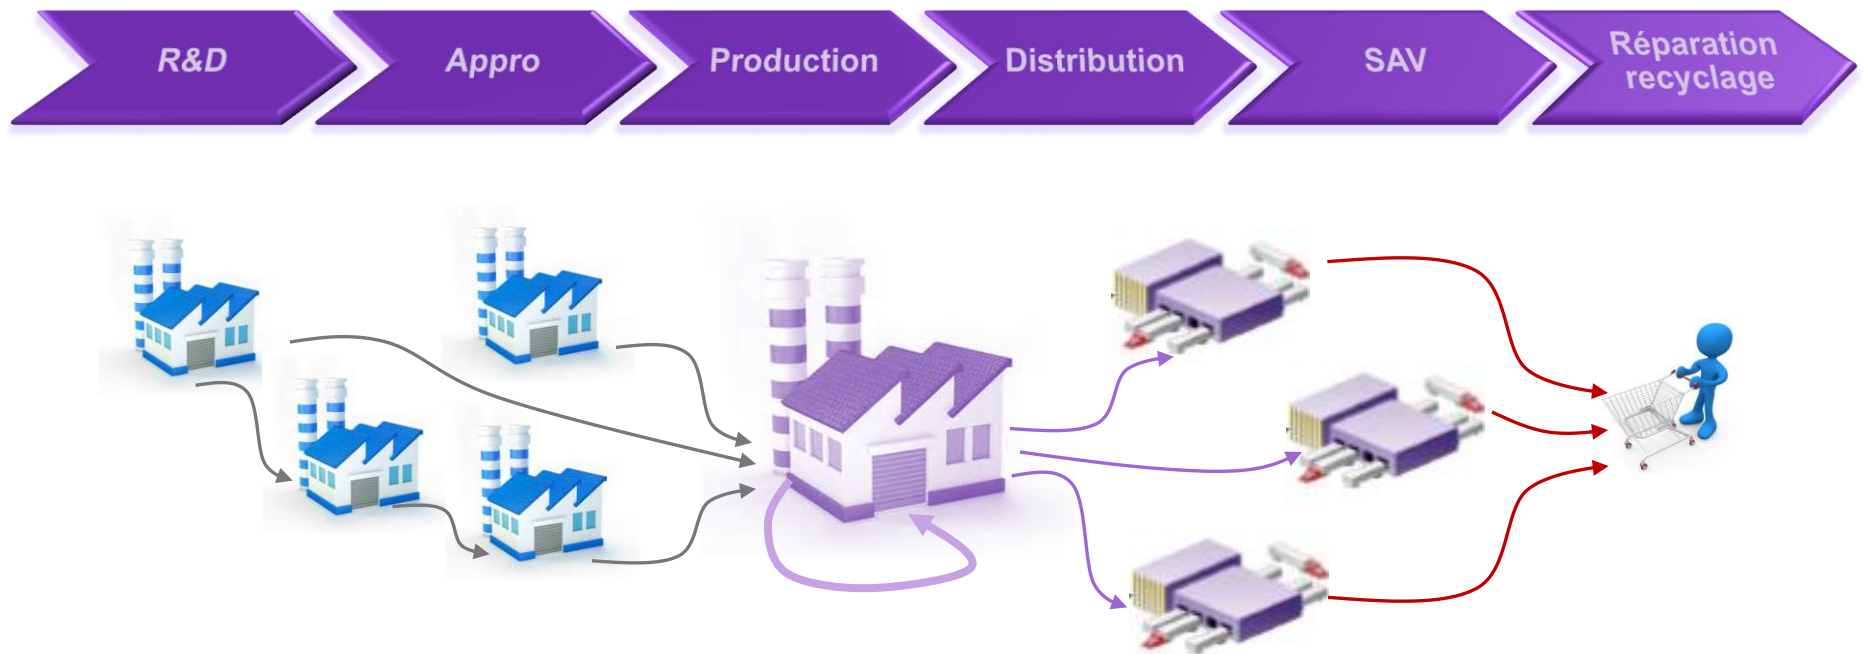 R&D
Appro
Production
Distribution
SAV
Réparation
recyclage